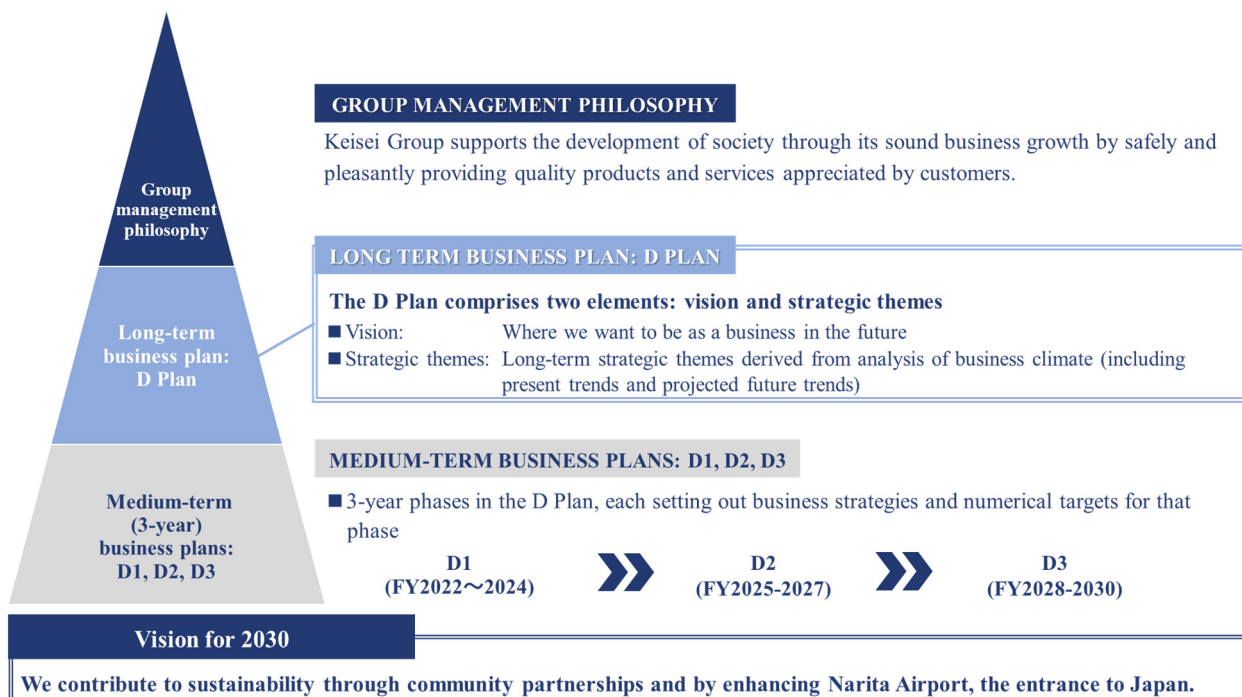 GROUP MANAGEMENT PHILOSOPHY
Keisei Group supports the development of society through its sound business growth by safely and
pleasantly providing quality products and services appreciated by customers.
Group
management
philosophy
LONG TERM BUSINESS PLAN: D PLAN
The D Plan comprises two elements: vision and strategic themes
■ Vision: Where we want to be as a business in the future
■ Strategic themes: Long-term strategic themes derived from analysis of business climate (including
present trends and projected future trends)
Long-term
business plan:
D Plan
MEDIUM-TERM BUSINESS PLANS: D1, D2, D3
■ 3-year phases in the D Plan, each setting out business strategies and numerical targets for that
phase
Medium-term
(3-year)
business plans:
D1, D2, D3
D1
(FY2022～2024)
D2
(FY2025-2027)
D3
(FY2028-2030)
Vision for 2030
We contribute to sustainability through community partnerships and by enhancing Narita Airport, the entrance to Japan.